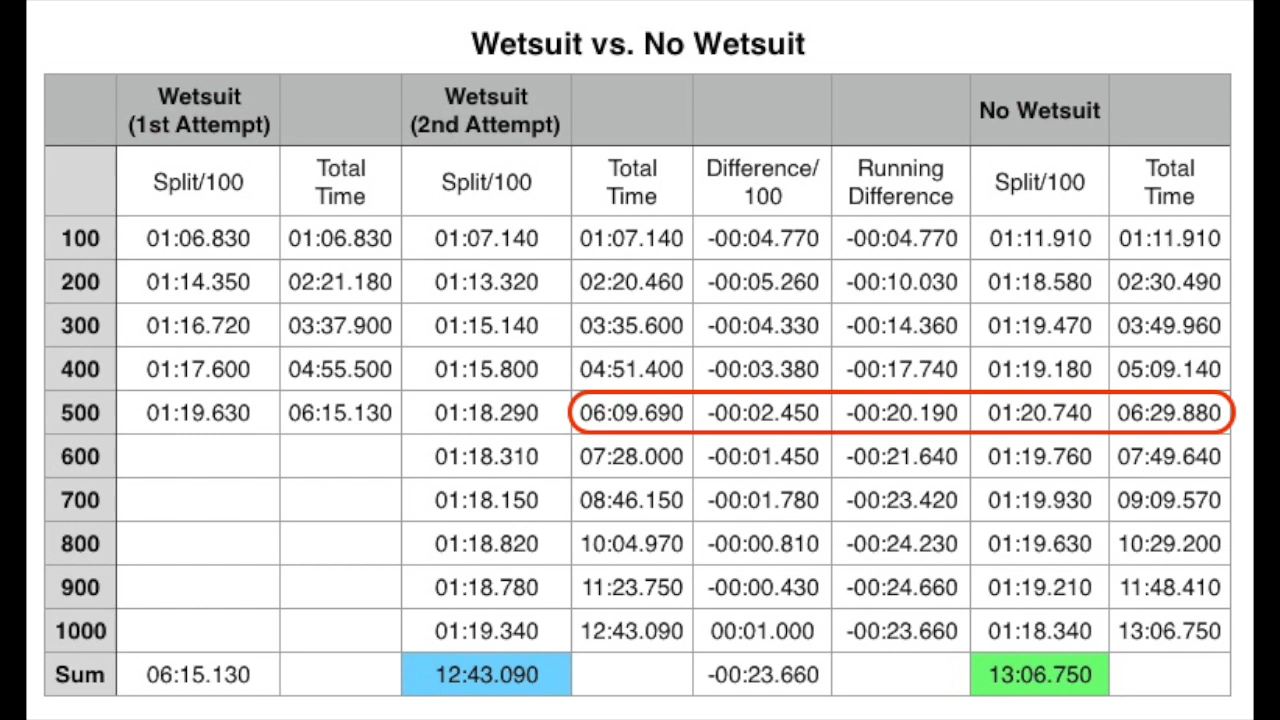 Wetsuit vs. No Wetsuit
Wetsuit
(1st Attempt)
Wetsuit
(2nd Attempt)
No Wetsuit
Split/100
Total
Time
Split/100
Total
Time
Difference/
100
Running
Difference
Split/100
Total
Time
100 01:06.830 01:06.830 01:07.140 01:07.140 -00:04.770 -00:04.770 01:11.910 01:11.910
200 01:14.350 02:21.180 01:13.320 02:20.460 -00:05.260 -00:10.030 01:18.580 02:30.490
300 01:16.720 03:37.900 01:15.140 03:35.600 -00:04.330 -00:14.360 01:19.470 03:49.960
400 01:17.600 04:55.500 01:15.800 04:51.400 -00:03.380 -00:17.740 01:19.180 05:09.140
500 01:19.630 06:15.130 01:18.290 06:09.690 -00:02.450 -00:20.190 01:20.740 06:29.880
600 01:18.310 07:28.000 -00:01.450 -00:21.640 01:19.760 07:49.640
700 01:18.150 08:46.150 -00:01.780 -00:23.420 01:19.930 09:09.570
800 01:18.820 10:04.970 -00:00.810 -00:24.230 01:19.630 10:29.200
900 01:18.780 11:23.750 -00:00.430 -00:24.660 01:19.210 11:48.410
1000 01:19.340 12:43.090 00:01.000 -00:23.660 01:18.340 13:06.750
Sum 06:15.130 12:43.090 -00:23.660 13:06.750